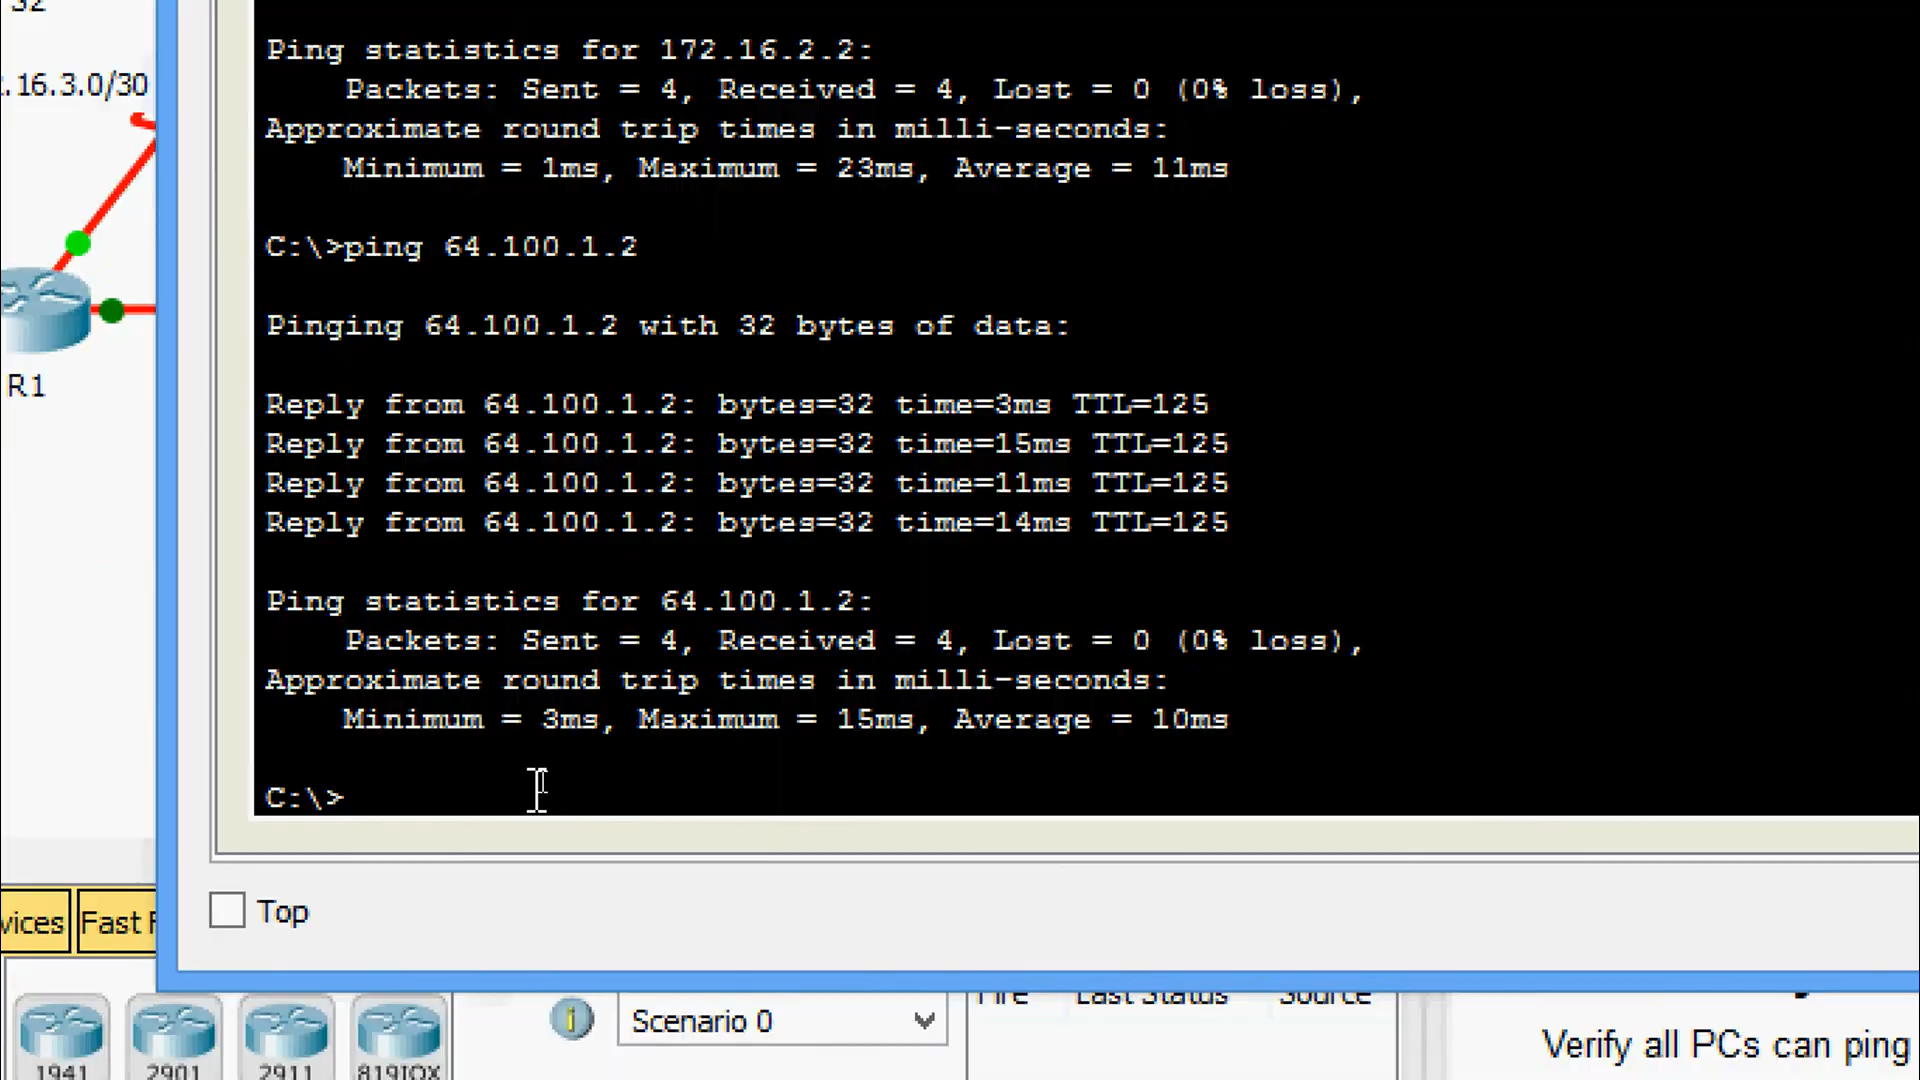 32
.16.3.0/30
R1
Ping statistics for 172.16.2.2:
Packets: Sent = 4, Received = 4, Lost = 0 (0% loss),
Approximate round trip times in milli-seconds:
Minimum = 1ms, Maximum = 23ms, Average = 11ms
C:\>ping 64.100.1.2
Pinging 64.100.1.2 with 32 bytes of data:
Reply from 64.100.1.2: bytes=32 time=3ms TTL=125
Reply from 64.100.1.2: bytes=32 time=15ms TTL=125
Reply from 64.100.1.2: bytes=32 time=11ms TTL=125
Reply from 64.100.1.2: bytes=32 time=14ms TTL=125
Ping statistics for 64.100.1.2:
Packets: Sent = 4, Received = 4, Lost = 0 (0% loss),
Approximate round trip times in milli-seconds:
Minimum = 3ms, Maximum = 15ms, Average = 10ms
C:\>
Top
vices
Fast F
1941
2901
2911
819IOX
Scenario 0
Fire
Last Status
Source
Verify all PCs can ping